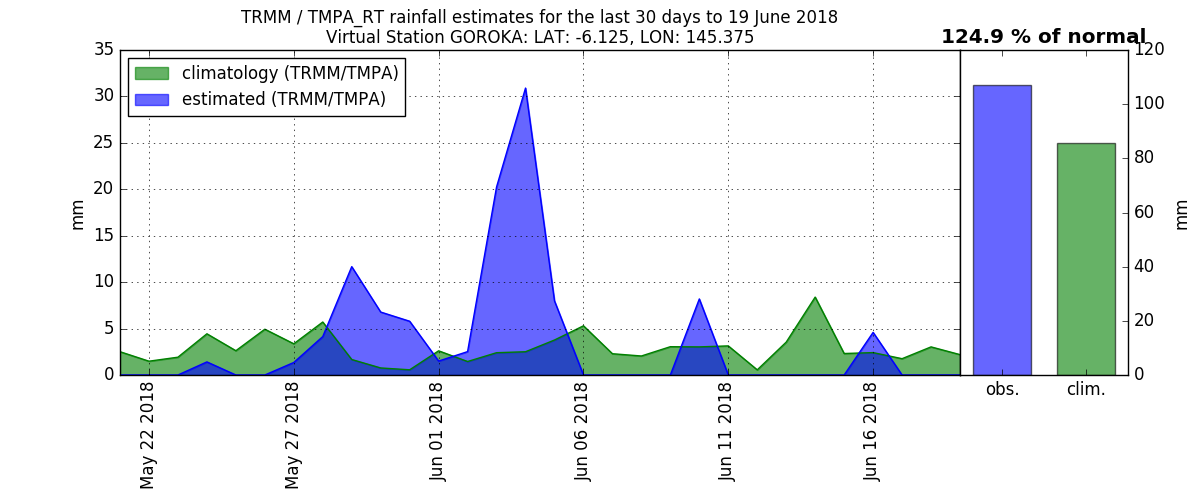 TRMM / TMPA_RT rainfall estimates for the last 30 days to 19 June 2018
Virtual Station GOROKA: LAT: -6.125, LON: 145.375
124.9 % of normal
climatology (TRMM/TMPA)
estimated (TRMM/TMPA)
mm
35
30
25
20
15
10
5
0
May 22 2018
May 27 2018
Jun 01 2018
Jun 06 2018
Jun 11 2018
Jun 16 2018
120
100
80
60
40
20
0
mm
obs.
clim.